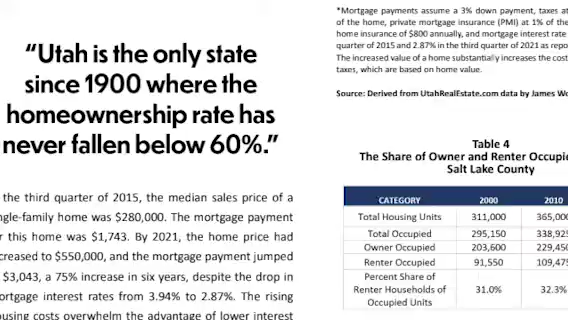 "Utah is the only state
since 1900 where the
homeownership rate has
never fallen below 60%."
the third quarter of 2015, the median sales price of a
home was $280,000. The mortgage payment
this home was $1,743. By 2021, the home price had
to $550,000, and the mortgage payment jumped
$3,043, a 75% increase in six years, despite the drop in
interest rates from 3.94% to 2.87%. The rising
costs overwhelm the advantage of lower interest
*Mortgage payments assume a 3% down payment, taxes at
of the home, private mortgage insurance (PMI) at 1% of the
home insurance of $800 annually, and mortgage interest rate
quarter of 2015 and 2.87% in the third quarter of 2021 as
The increased value of a home substantially increases the cost
taxes, which are based on home value.
Source: Derived from UtahRealEstate.com data by James
Table 4
The Share of Owner and Renter
Salt Lake County
CATEGORY 2000 2010
Total Housing Units 311,000 365,000
Total Occupied 295,150 338,925
Owner Occupied 203,600 229,450
Renter Occupied 91,550 109,475
Percent Share of
Renter Households of 31.0% 32.3%
Occupied Units